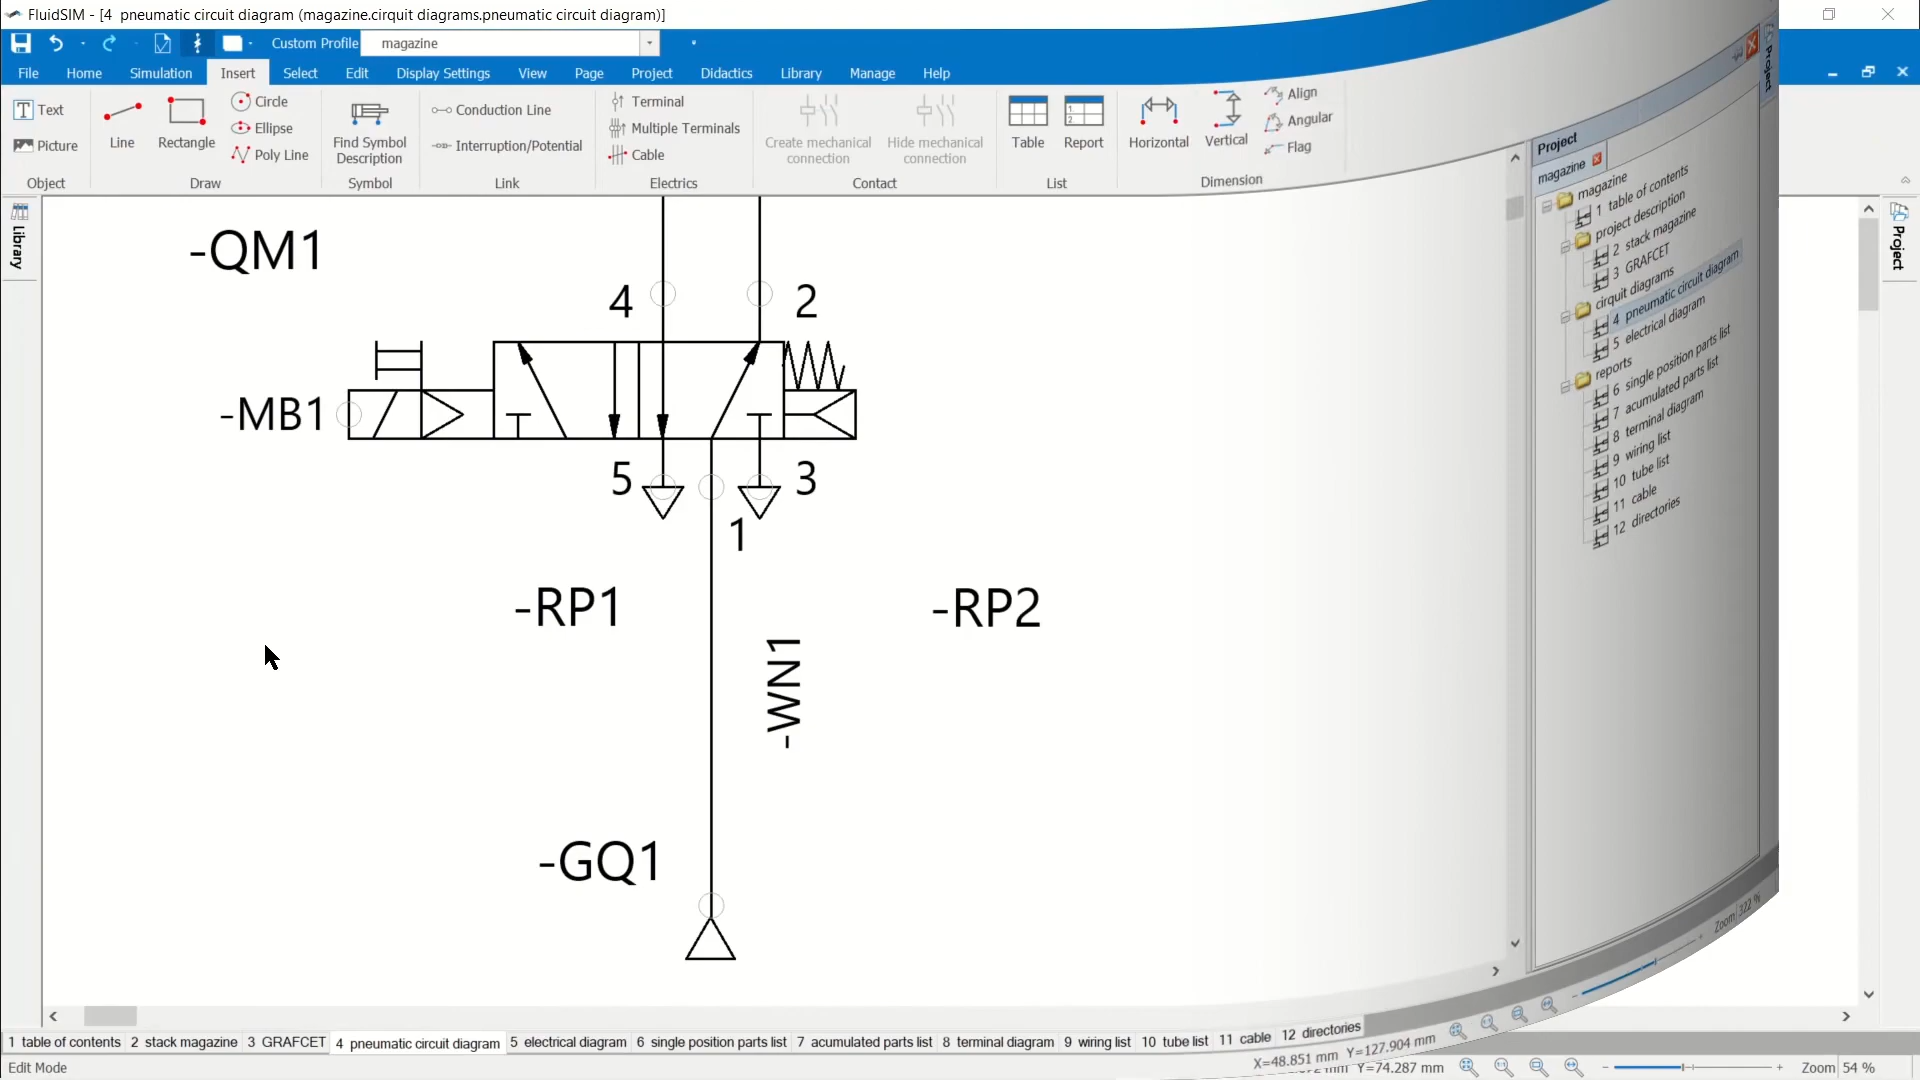 FluidSIM - [4  pneumatic circuit diagram (magazine.cirquit diagrams.pneumatic circuit diagram)]
Custom Profile magazine
File Home Simulation Insert Select Edit Display Settings View Page Project Didactics Library Manage Help
Text
Picture
Object
Line
Rectangle
Circle
Ellipse
Poly Line
Draw
Find Symbol
Description
Symbol
Conduction Line
Interruption/Potential
Link
Terminal
Multiple Terminals
Cable
Electrics
Create mechanical
connection
Hide mechanical
connection
Contact
Table
Report
List
Horizontal
Vertical
Align
Angular
Flag
Dimension
Library
Project
Project
Project
magazine
magazine
1 table of contents
project description
2 stack magazine
3 GRAFCET
cirquit diagrams
4 pneumatic circuit diagram
5 electrical diagram
reports
6 single position parts list
7 acumulated parts list
8 terminal diagram
9 wiring list
10 tube list
11 cable
12 directories
-QM1
4
2
-MB1
5
3
1
-RP1
-RP2
-WN1
-GQ1
Zoom 322 %
1 table of contents 2 stack magazine 3 GRAFCET 4 pneumatic circuit diagram 5 electrical diagram 6 single position parts list 7 acumulated parts list 8 terminal diagram 9 wiring list 10 tube list 11 cable 12 directories
X=48.851 mm Y=127.904 mm
Edit Mode
Y=74.287 mm
Zoom 54 %